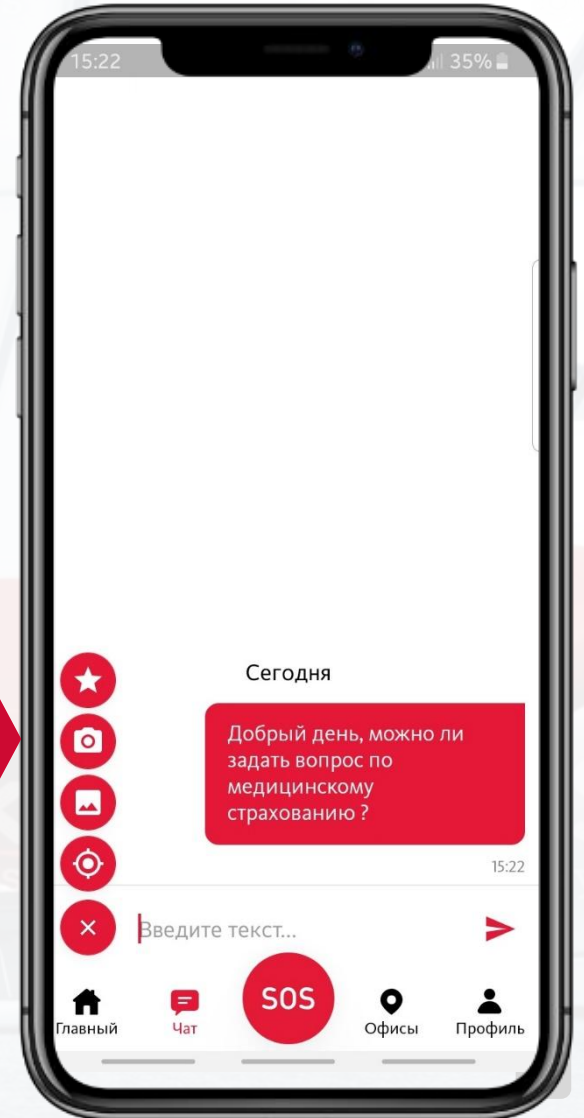 15:22
35%
Сегодня
Добрый день, можно ли
задать вопрос по
медицинскому
страхованию ?
15:22
Введите текст...
SOS
Главный
Чат
Офисы
Профиль